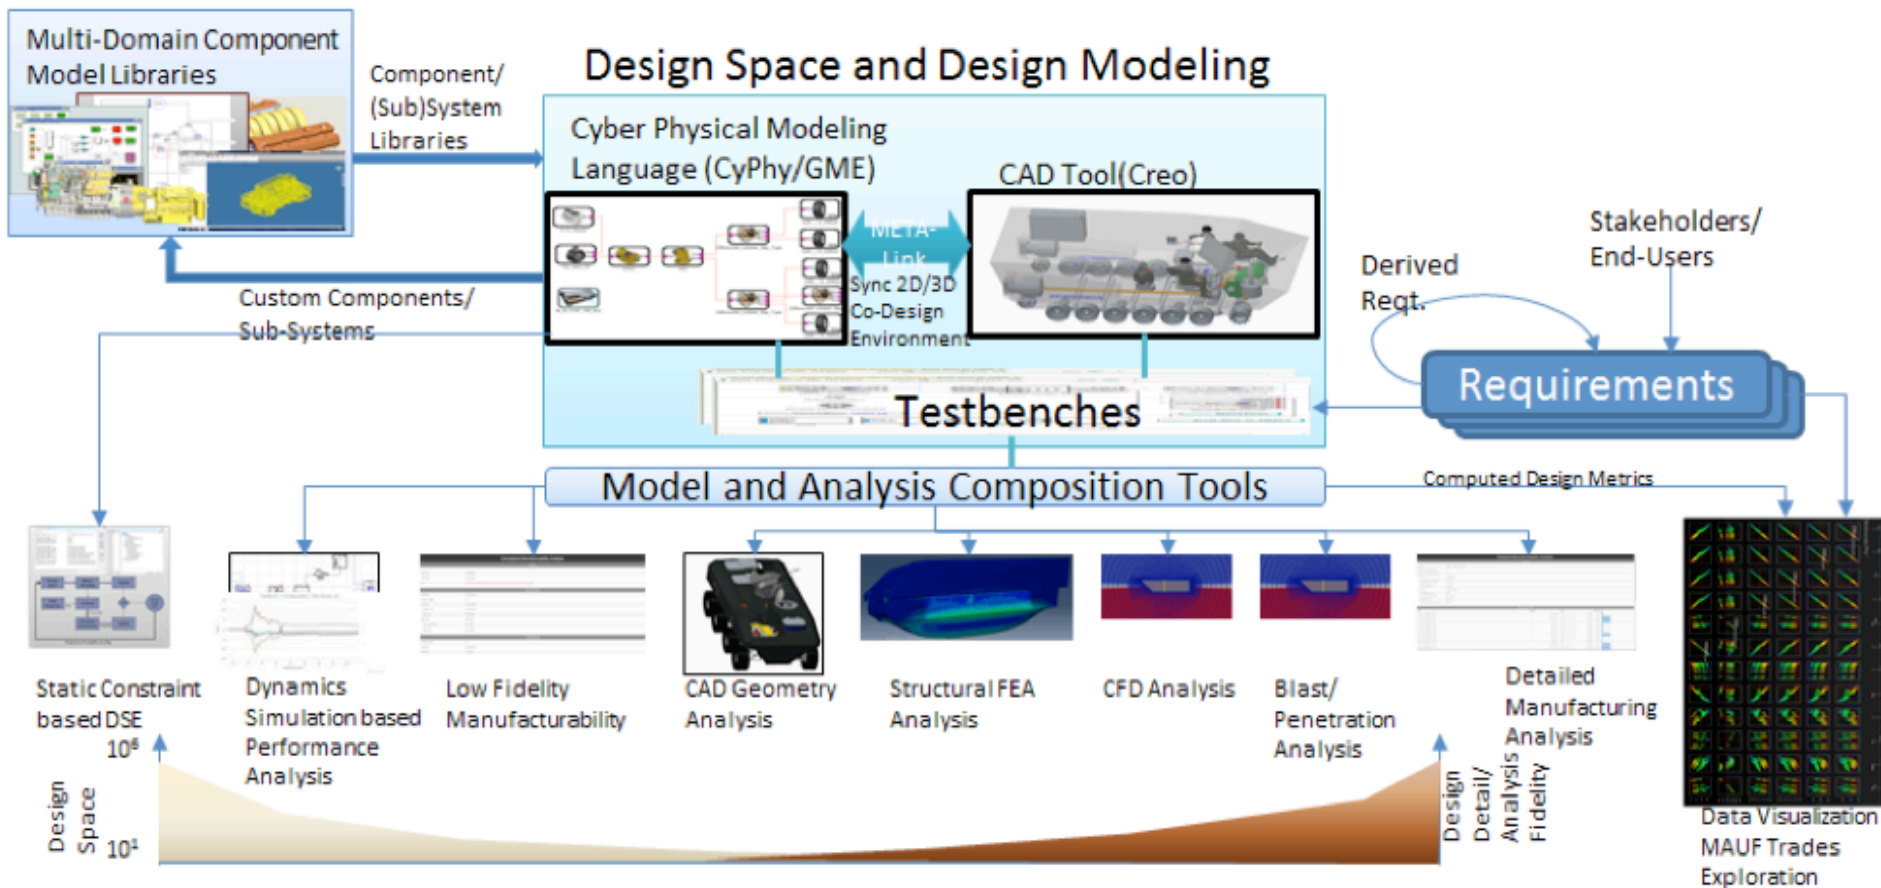 Multi-Domain Component
Model Libraries
Component/
(Sub)System
Libraries
Custom Components/
Sub-Systems
Design Space and Design Modeling
Cyber Physical Modeling
Language (CyPhy/GME)
CAD Tool(Creo)
META-
Link
Sync 2D/3D
Co-Design
Environment
Testbenches
Stakeholders/
End-Users
Derived
Reqt.
Requirements
Model and Analysis Composition Tools
Computed Design Metrics
Static Constraint
based DSE
Dynamics
Simulation based
Performance
Analysis
Low Fidelity
Manufacturability
CAD Geometry
Analysis
Structural FEA
Analysis
CFD Analysis
Blast/
Penetration
Analysis
Detailed
Manufacturing
Analysis
Design
Space
10¹
Design
Detail/
Analysis
Fidelity
Data Visualization
MAUF Trades
Exploration